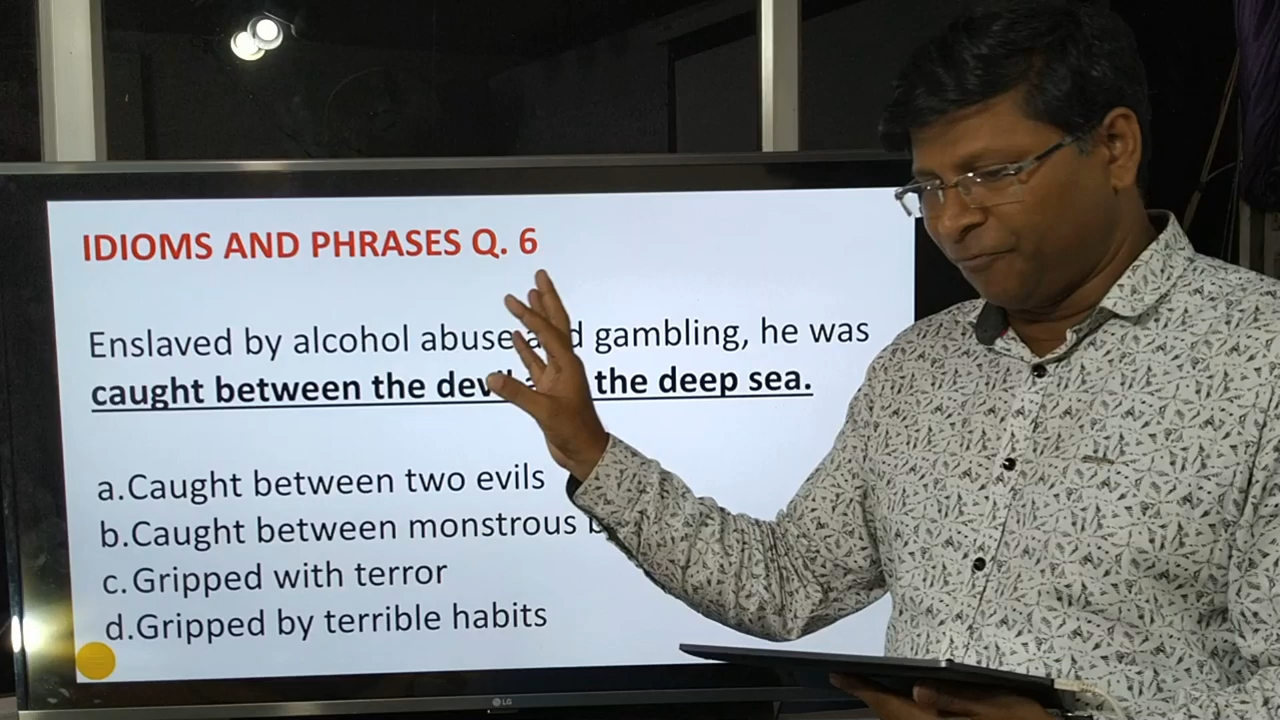 IDIOMS AND PHRASES Q. 6
Enslaved by alcohol abuse gambling, he was
caught between the the deep sea.
a.Caught between two evils
b.Caught between monstrous
c.Gripped with terror
d.Gripped by terrible habits
LG